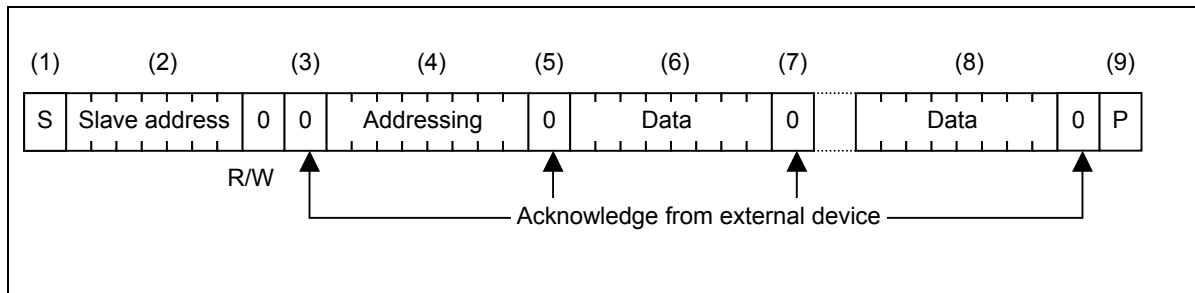 (1) (2) (3) (4) (5) (6) (7) (8) (9)
S Slave address 0 0 Addressing 0 Data 0 Data 0 P
R/W
Acknowledge from external device